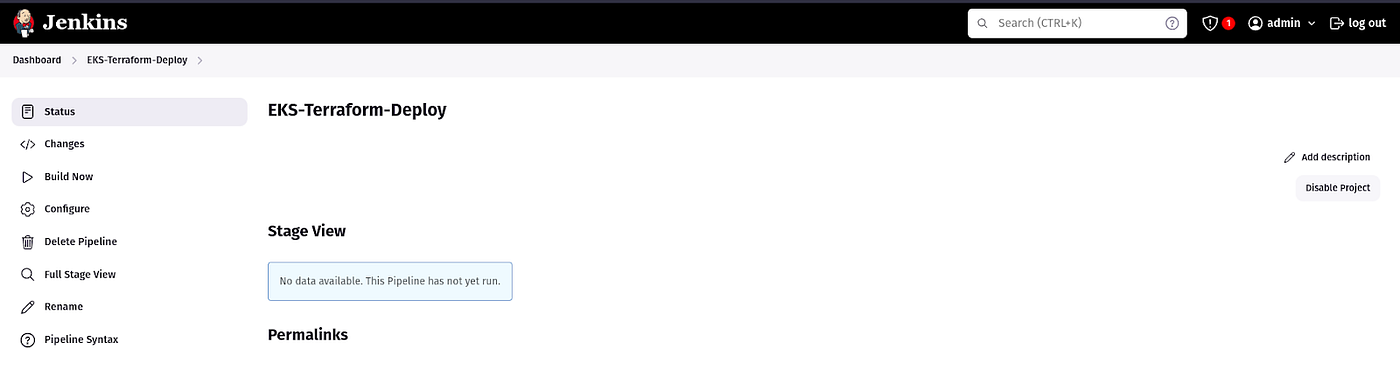 Jenkins
Search (CTRL+K)
1
admin
log out
Dashboard
EKS-Terraform-Deploy
Status
Changes
Build Now
Configure
Delete Pipeline
Full Stage View
Rename
Pipeline Syntax
EKS-Terraform-Deploy
Add description
Disable Project
Stage View
No data available. This Pipeline has not yet run.
Permalinks